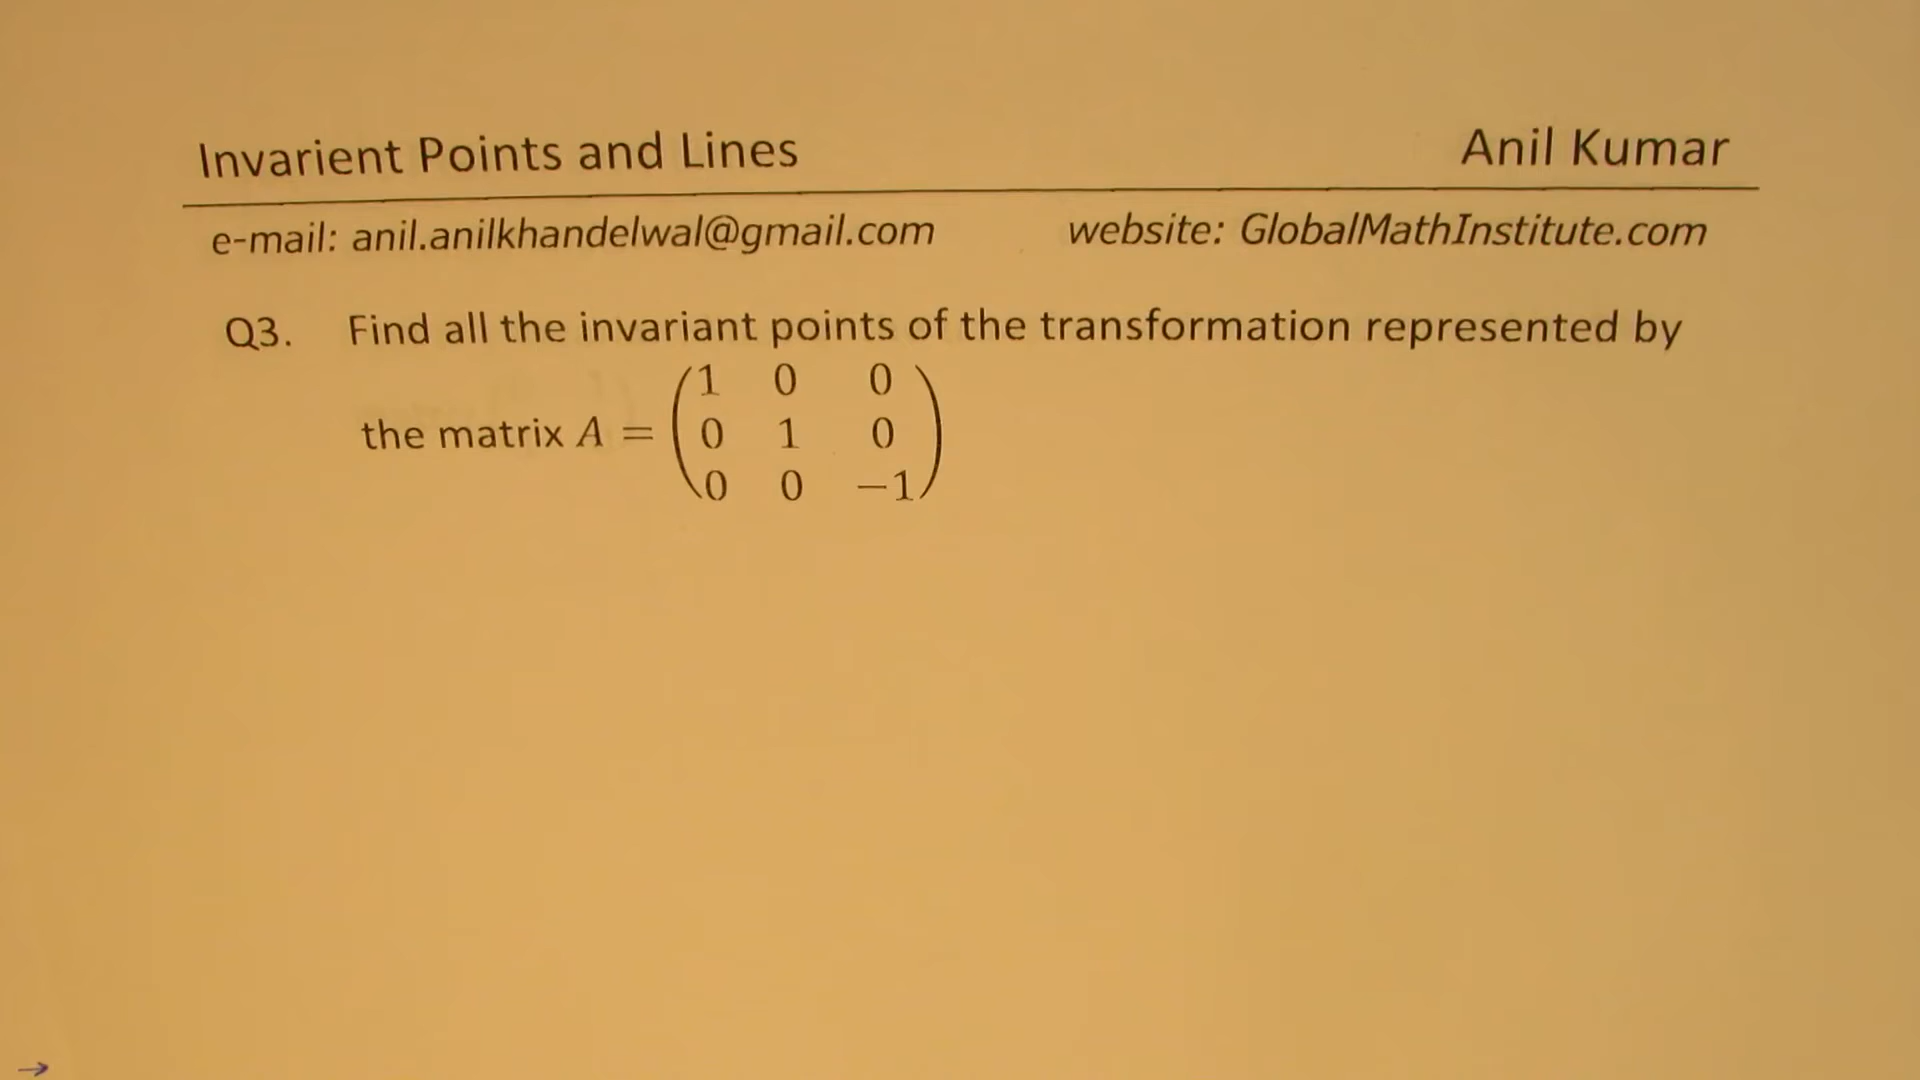 Invarient Points and Lines Anil Kumar
e-mail: anil.anilkhandelwal@gmail.com website: GlobalMathInstitute.com
Q3. Find all the invariant points of the transformation represented by
the matrix A = (1 0 0
0 1 0
0 0 −1)
→